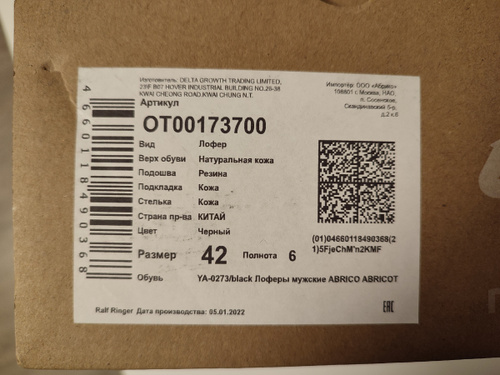 Изготовитель: DELTA GROWTH TRADING LIMITED,
23/F B07 HOVER INDUSTRIAL BUILDING NO.26-38
KWAI CHEONG ROAD,KWAI CHUNG N.T.
Импортёр: ООО «Абрико»
108801 г. Москва, НАО,
п. Сосенское,
Скандинавский б-р,
д.2 к.6
Артикул
OT00173700
Вид Лофер
Верх обуви Натуральная кожа
Подошва Резина
Подкладка Кожа
Стелька Кожа
Страна пр-ва КИТАЙ
Цвет Черный
Размер 42 Полнота 6
Обувь YA-0273/black Лоферы мужские ABRICO ABRICOT
(01)04660118490368(2
1)5FjeChM'n2KMF
4660118490368
Ralf Ringer Дата производства: 05.01.2022
EAC